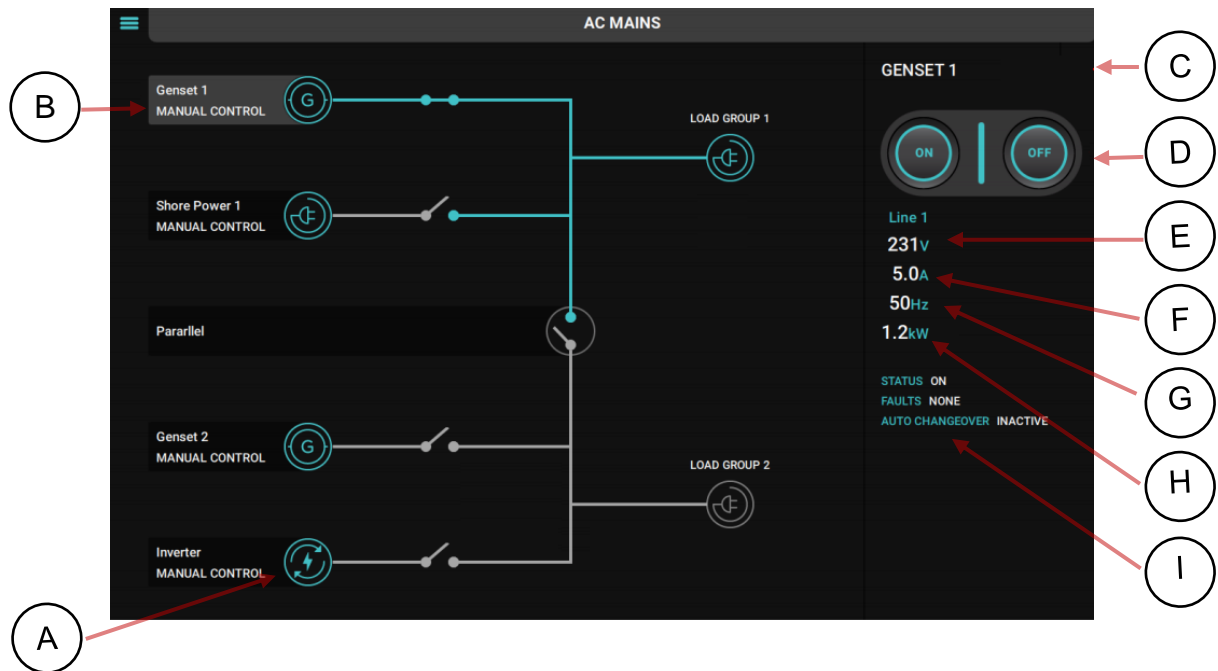 AC MAINS
B
Genset 1
MANUAL CONTROL
G
LOAD GROUP 1
Shore Power 1
MANUAL CONTROL
Pararllel
Genset 2
MANUAL CONTROL
G
LOAD GROUP 2
Inverter
MANUAL CONTROL
A
GENSET 1
ON
OFF
Line 1
231V
5.0A
50Hz
1.2kW
STATUS ON
FAULTS NONE
AUTO CHANGEOVER INACTIVE
C
D
E
F
G
H
I